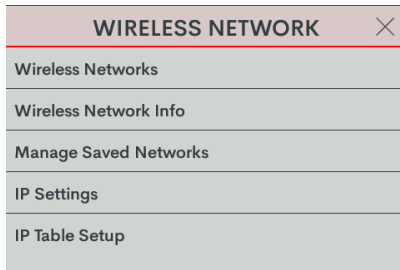 WIRELESS NETWORK
Wireless Networks
Wireless Network Info
Manage Saved Networks
IP Settings
IP Table Setup